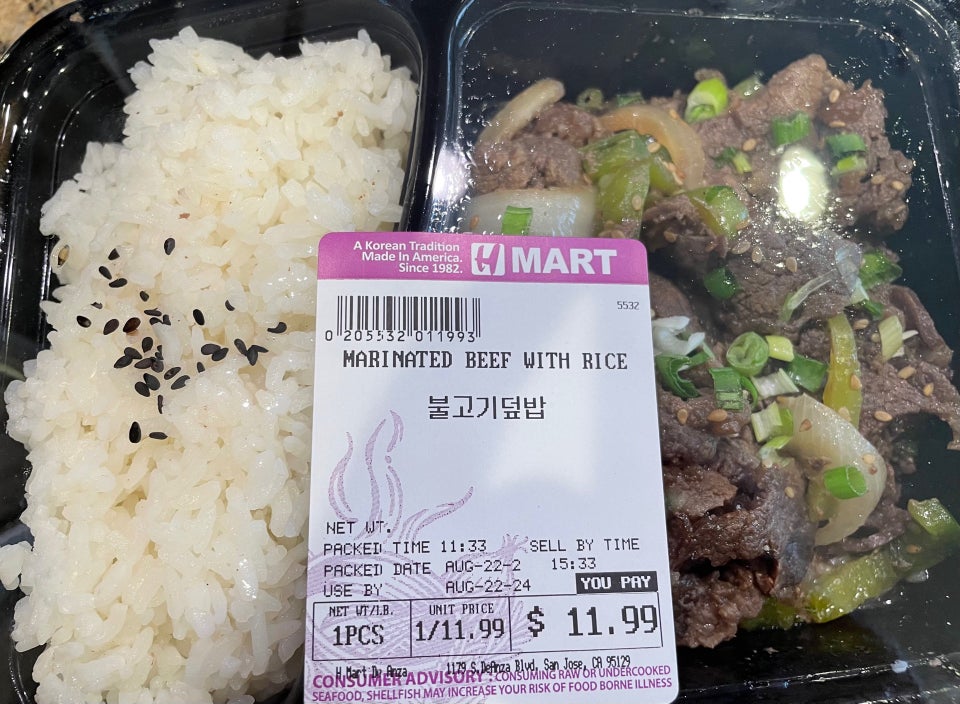 A Korean Tradition
Made In America.
Since 1982.
H MART
5532
0 205532 011993
MARINATED BEEF WITH RICE
불고기덮밥
NET WT.
PACKED TIME 11:33 SELL BY TIME
PACKED DATE AUG-22-2 15:33
USE BY AUG-22-24 YOU PAY
NET WT/LB. UNIT PRICE
1PCS 1/11.99 $ 11.99
H Mart De Anza 1179 S.DeAnza Blvd, San Jose, CA 95129
CONSUMER ADVISORY : CONSUMING RAW OR UNDERCOOKED
SEAFOOD, SHELLFISH MAY INCREASE YOUR RISK OF FOOD BORNE ILLNESS